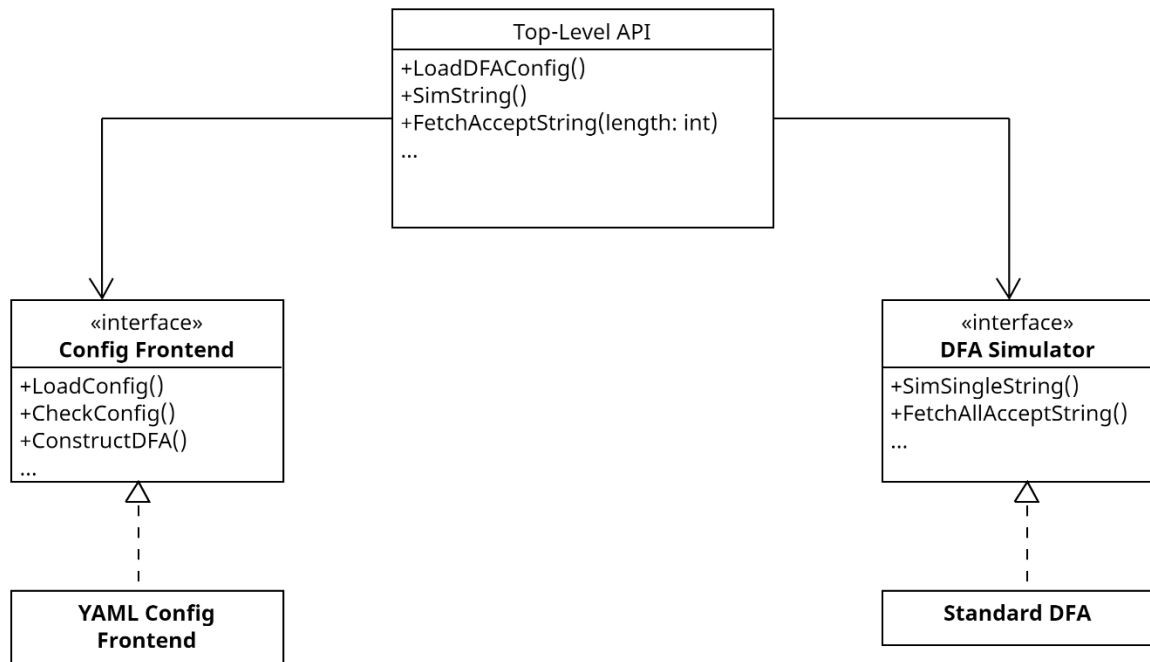 Top-Level API
+LoadDFAConfig()
+SimString()
+FetchAcceptString(length: int)
...
«interface»
Config Frontend
+LoadConfig()
+CheckConfig()
+ConstructDFA()
...
«interface»
DFA Simulator
+SimSingleString()
+FetchAllAcceptString()
...
YAML Config
Frontend
Standard DFA